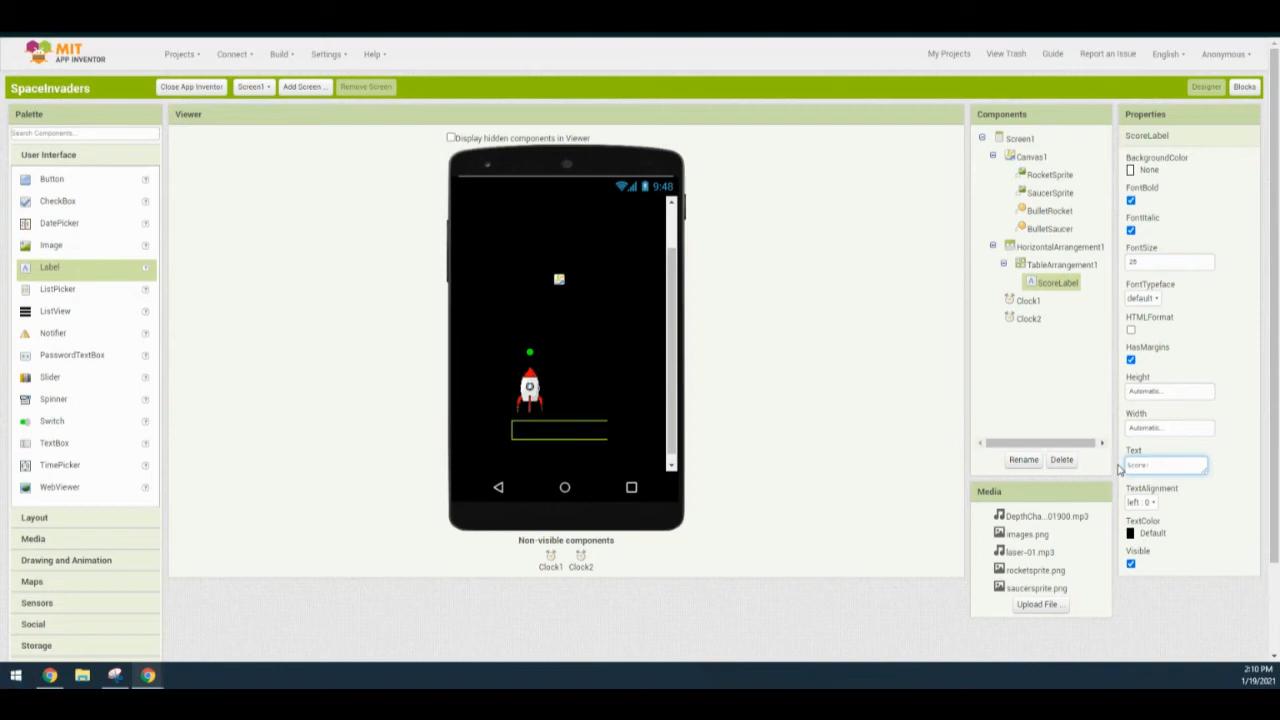 MIT
APP INVENTOR
Projects
Connect
Build
Settings
Help
My Projects
View Trash
Guide
Report an Issue
English
Anonymous
SpaceInvaders
Close App Inventor
Screen1
Add Screen ...
Remove Screen
Designer
Blocks
Palette
Search Components...
User Interface
Button
CheckBox
DatePicker
Image
Label
ListPicker
ListView
Notifier
PasswordTextBox
Slider
Spinner
Switch
TextBox
TimePicker
WebViewer
Layout
Media
Drawing and Animation
Maps
Sensors
Social
Storage
Viewer
Display hidden components in Viewer
9:48
Non-visible components
Clock1
Clock2
Components
Screen1
Canvas1
RocketSprite
SaucerSprite
BulletRocket
BulletSaucer
HorizontalArrangement1
TableArrangement1
ScoreLabel
Clock1
Clock2
Rename
Delete
Media
DepthCha...01900.mp3
images.png
laser-01.mp3
rocketsprite.png
saucersprite.png
Upload File ...
Properties
ScoreLabel
BackgroundColor
None
FontBold
FontItalic
FontSize
25
FontTypeface
default
HTMLFormat
HasMargins
Height
Automatic...
Width
Automatic...
Text
Score:
TextAlignment
left : 0
TextColor
Default
Visible
2:10 PM
1/19/2021